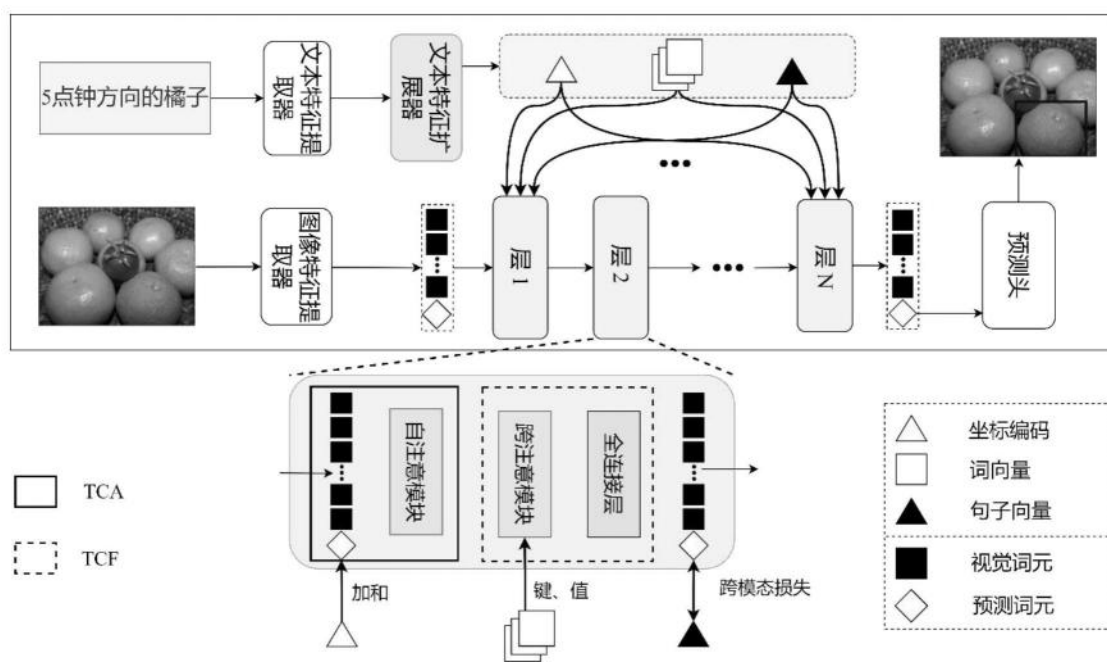 5点钟方向的橘子
文本特征提
取器
文本特征扩
展器
图像特征提
取器
层 1
层 2
层 N
预测头
自注意模块
跨注意模块
全连接层
TCA
TCF
加和
键、值
跨模态损失
坐标编码
词向量
句子向量
视觉词元
预测词元